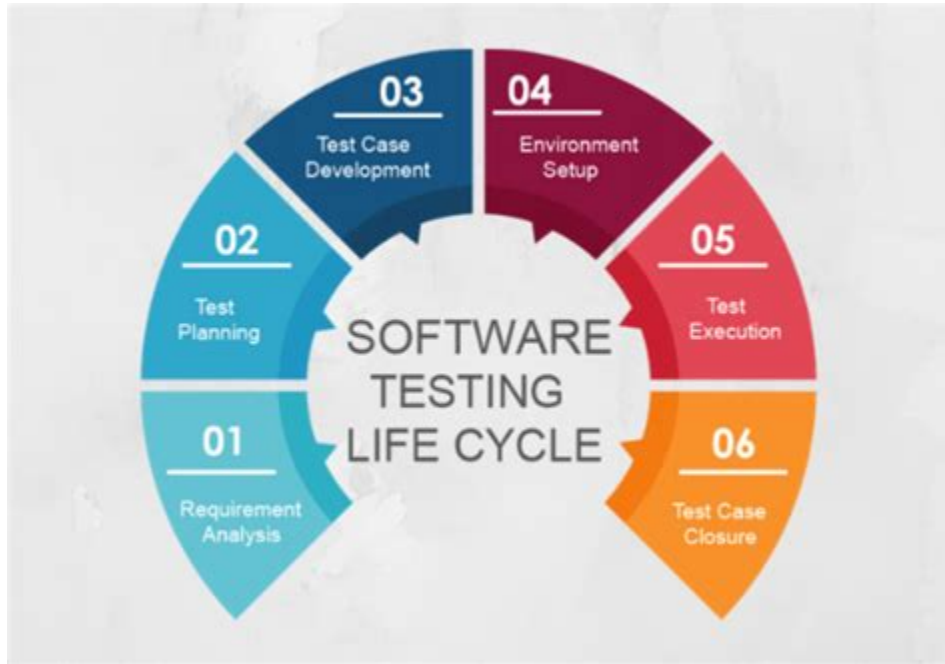 01
Requirement
Analysis
02
Test
Planning
03
Test Case
Development
04
Environment
Setup
05
Test
Execution
06
Test Case
Closure
SOFTWARE
TESTING
LIFE CYCLE